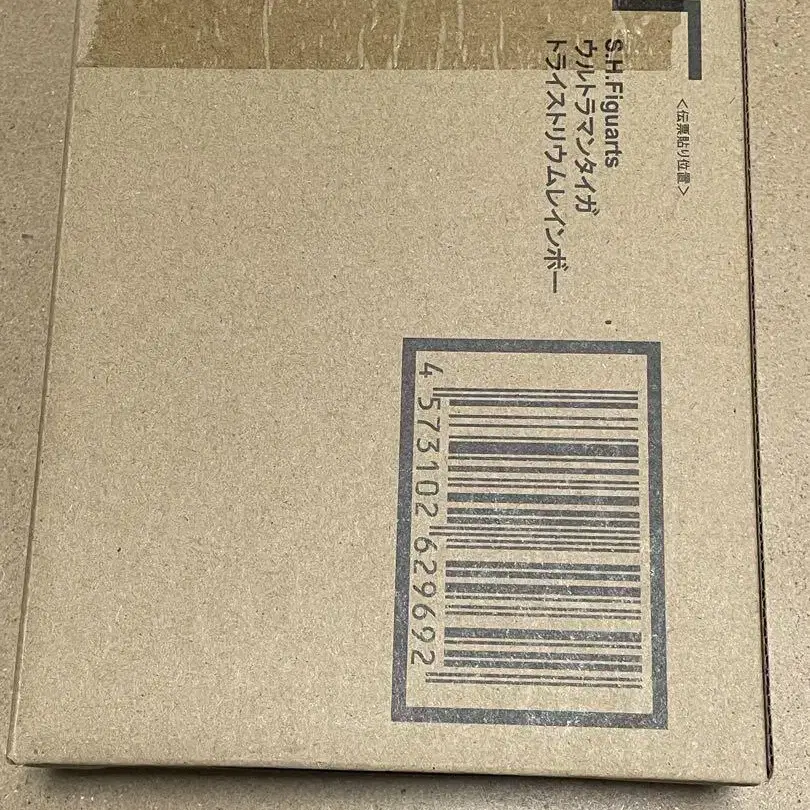 <伝票貼り位置>
S.H.Figuarts
ウルトラマンタイガ
トライストリウムレインボー
4 573102 629692